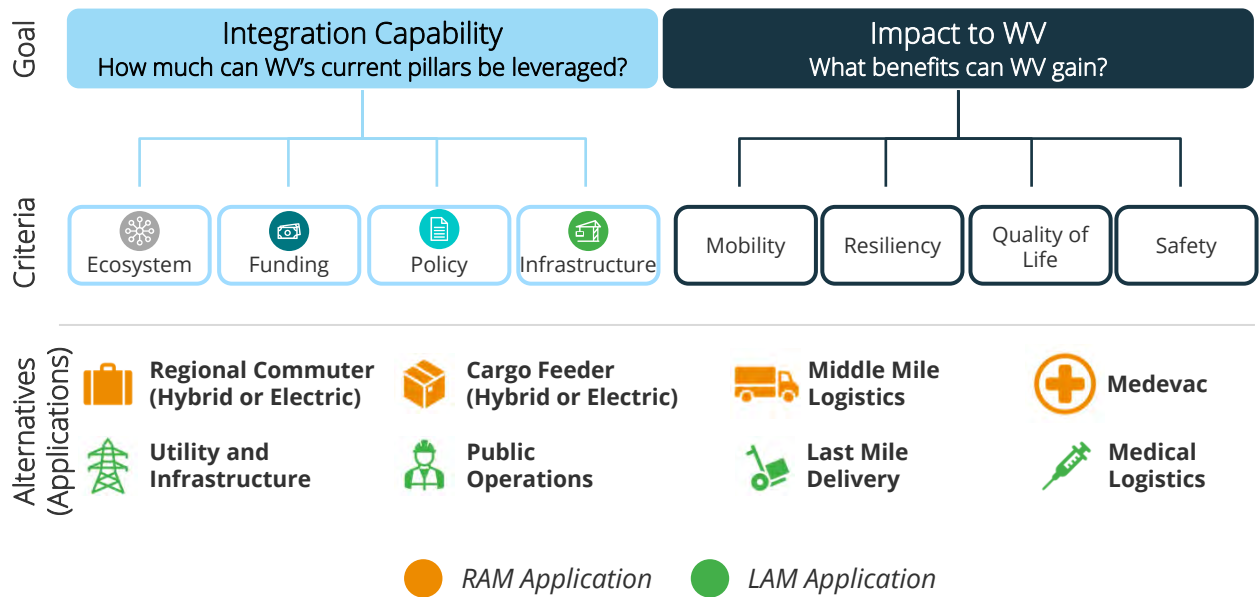 Goal
Integration Capability
How much can WV's current pillars be leveraged?
Impact to WV
What benefits can WV gain?
Criteria
Ecosystem
Funding
Policy
Infrastructure
Mobility
Resiliency
Quality of
Life
Safety
Alternatives
(Applications)
Regional Commuter
(Hybrid or Electric)
Cargo Feeder
(Hybrid or Electric)
Middle Mile
Logistics
Medevac
Utility and
Infrastructure
Public
Operations
Last Mile
Delivery
Medical
Logistics
RAM Application
LAM Application